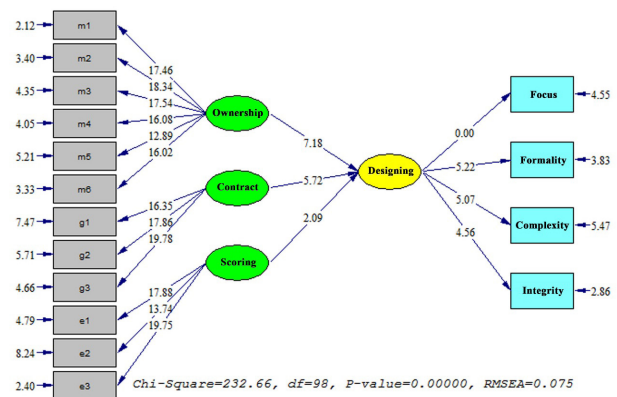 2.12 m1
3.40 m2
4.35 m3
4.05 m4
5.21 m5
3.33 m6
7.47 g1
5.71 g2
4.66 g3
4.79 e1
8.24 e2
2.40 e3
17.46
18.34
17.54
16.08
12.89
16.02
16.35
17.86
19.78
17.88
13.74
19.75
Ownership
Contract
Scoring
7.18
5.72
2.09
Designing
0.00
5.22
5.07
4.56
Focus 4.55
Formality 3.83
Complexity 5.47
Integrity 2.86
Chi-Square=232.66, df=98, P-value=0.00000, RMSEA=0.075